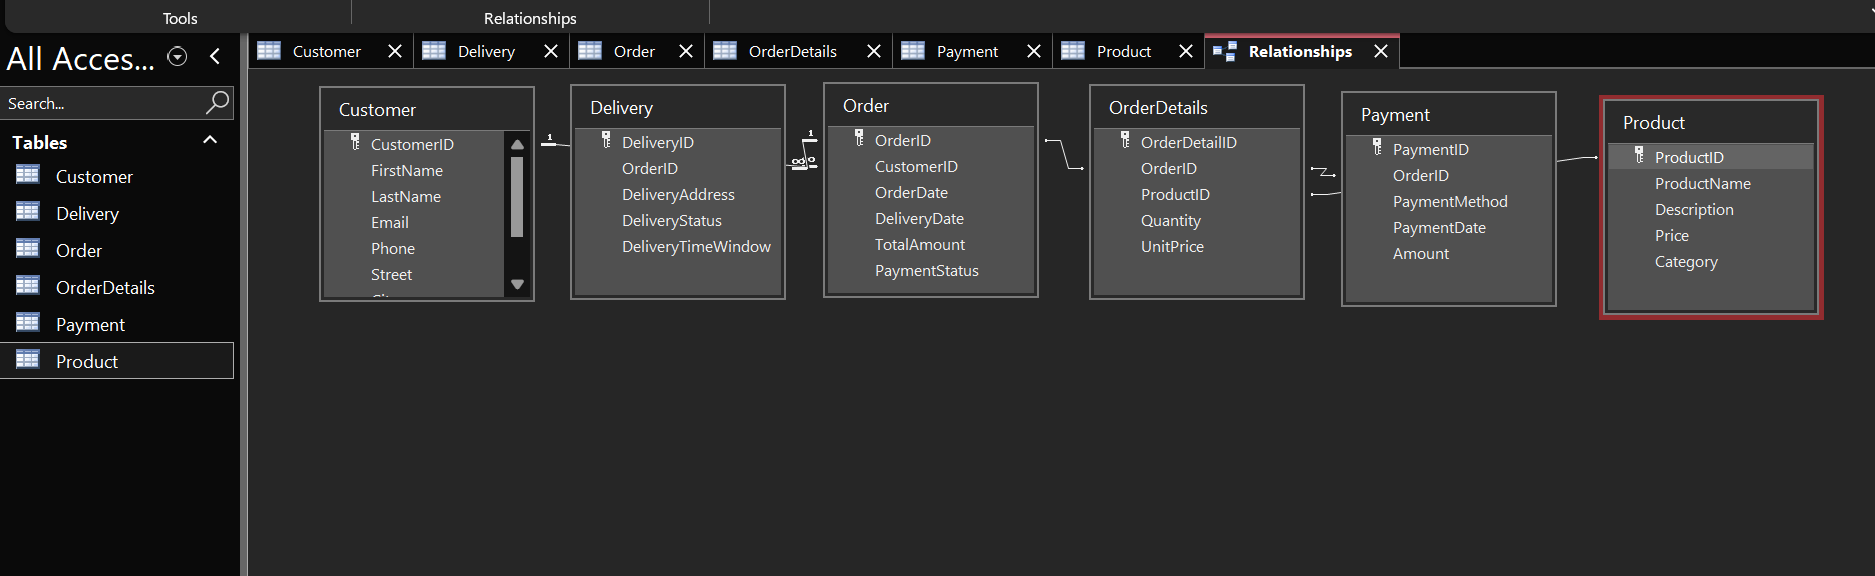 Tools
Relationships
All Acces...
Search...
Tables
Customer
Delivery
Order
OrderDetails
Payment
Product
Customer
Delivery
Order
OrderDetails
Payment
Product
Relationships
Customer
CustomerID
FirstName
LastName
Email
Phone
Street
1
Delivery
DeliveryID
OrderID
DeliveryAddress
DeliveryStatus
DeliveryTimeWindow
1
∞
Order
OrderID
CustomerID
OrderDate
DeliveryDate
TotalAmount
PaymentStatus
OrderDetails
OrderDetailID
OrderID
ProductID
Quantity
UnitPrice
Payment
PaymentID
OrderID
PaymentMethod
PaymentDate
Amount
Product
ProductID
ProductName
Description
Price
Category